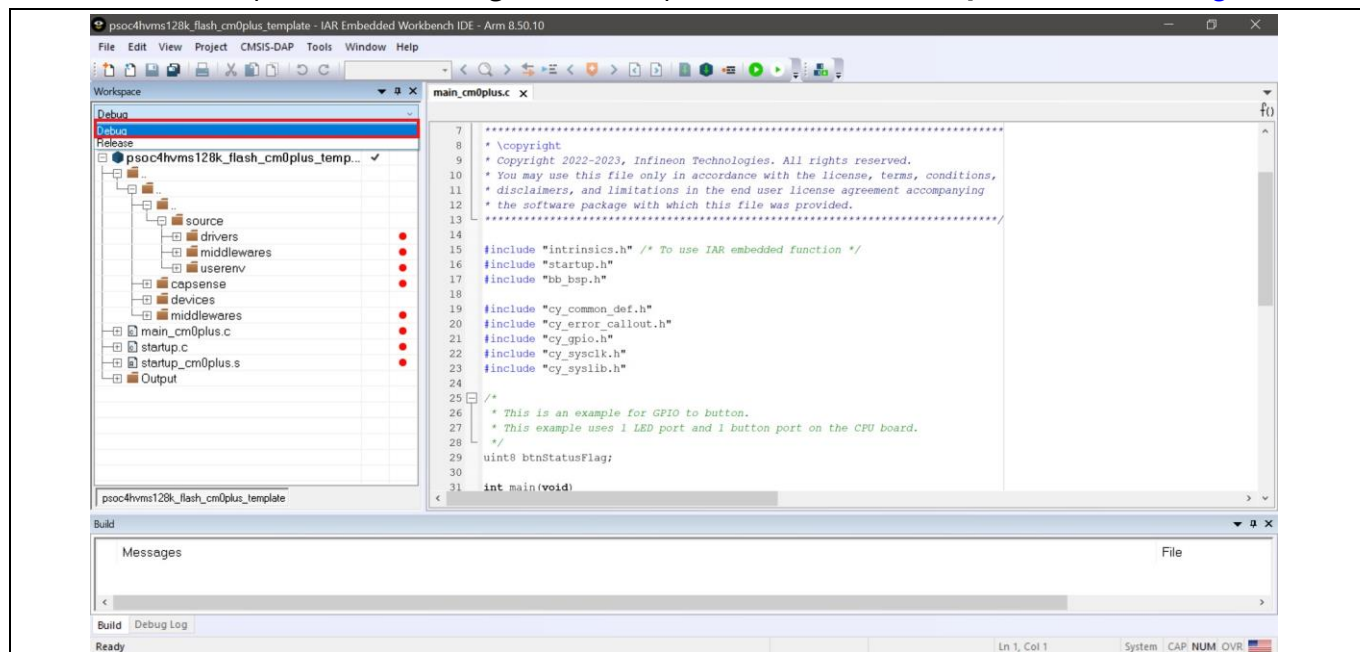 psoc4hvms128k_flash_cm0plus_template - IAR Embedded Workbench IDE - Arm 8.50.10
File Edit View Project CMSIS-DAP Tools Window Help
Workspace
main_cm0plus.c x
Debug
f()
Debug
Release
psoc4hvms128k_flash_cm0plus_temp...
..
..
..
source
drivers
middlewares
userenv
capsense
devices
middlewares
main_cm0plus.c
startup.c
startup_cm0plus.s
Output
7 *******************************************************************************
8 * \copyright
9 * Copyright 2022-2023, Infineon Technologies. All rights reserved.
10 * You may use this file only in accordance with the license, terms, conditions,
11 * disclaimers, and limitations in the end user license agreement accompanying
12 * the software package with which this file was provided.
13 ******************************************************************************/
14
15 #include "intrinsics.h" /* To use IAR embedded function */
16 #include "startup.h"
17 #include "bb_bsp.h"
18
19 #include "cy_common_def.h"
20 #include "cy_error_callout.h"
21 #include "cy_gpio.h"
22 #include "cy_sysclk.h"
23 #include "cy_syslib.h"
24
25 /*
26 * This is an example for GPIO to button.
27 * This example uses 1 LED port and 1 button port on the CPU board.
28 */
29 uint8 btnStatusFlag;
30
31 int main(void)
psoc4hvms128k_flash_cm0plus_template
Build
Messages File
Build Debug Log
Ready Ln 1, Col 1 System CAP NUM OVR